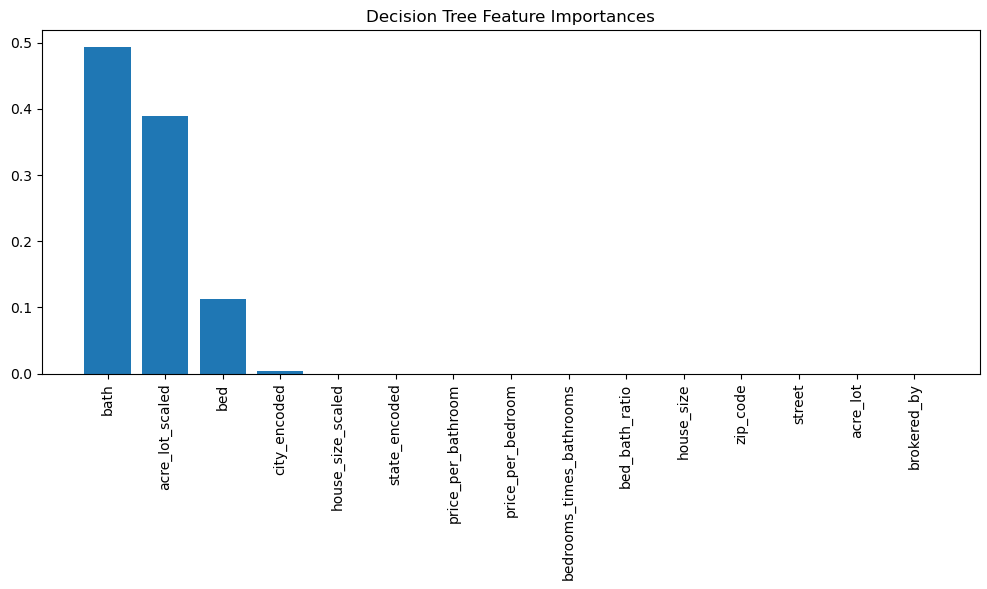 Decision Tree Feature Importances
0.5
0.4
0.3
0.2
0.1
0.0
bath
acre_lot_scaled
bed
city_encoded
house_size_scaled
state_encoded
price_per_bathroom
price_per_bedroom
bedrooms_times_bathrooms
bed_bath_ratio
house_size
zip_code
street
acre_lot
brokered_by